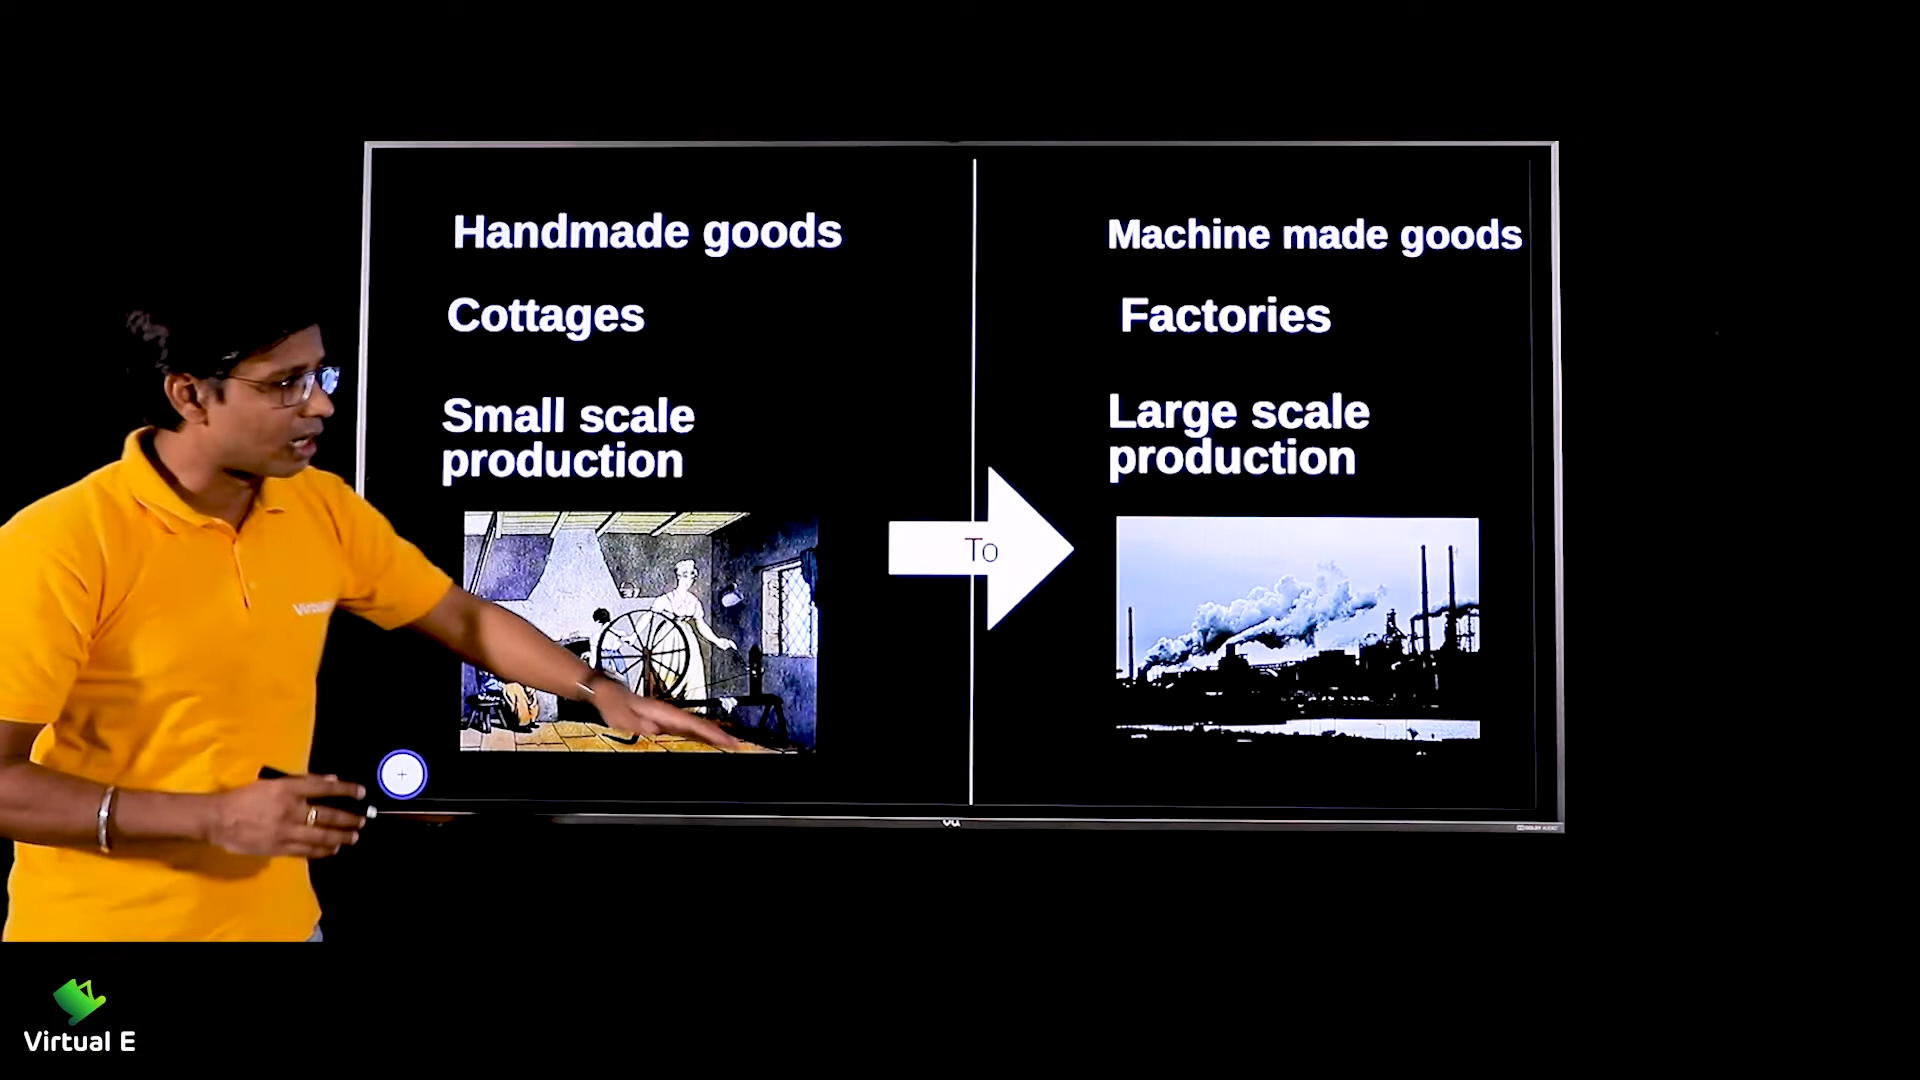 Handmade goods
Cottages
Small scale
production
To
Machine made goods
Factories
Large scale
production
Virtual E